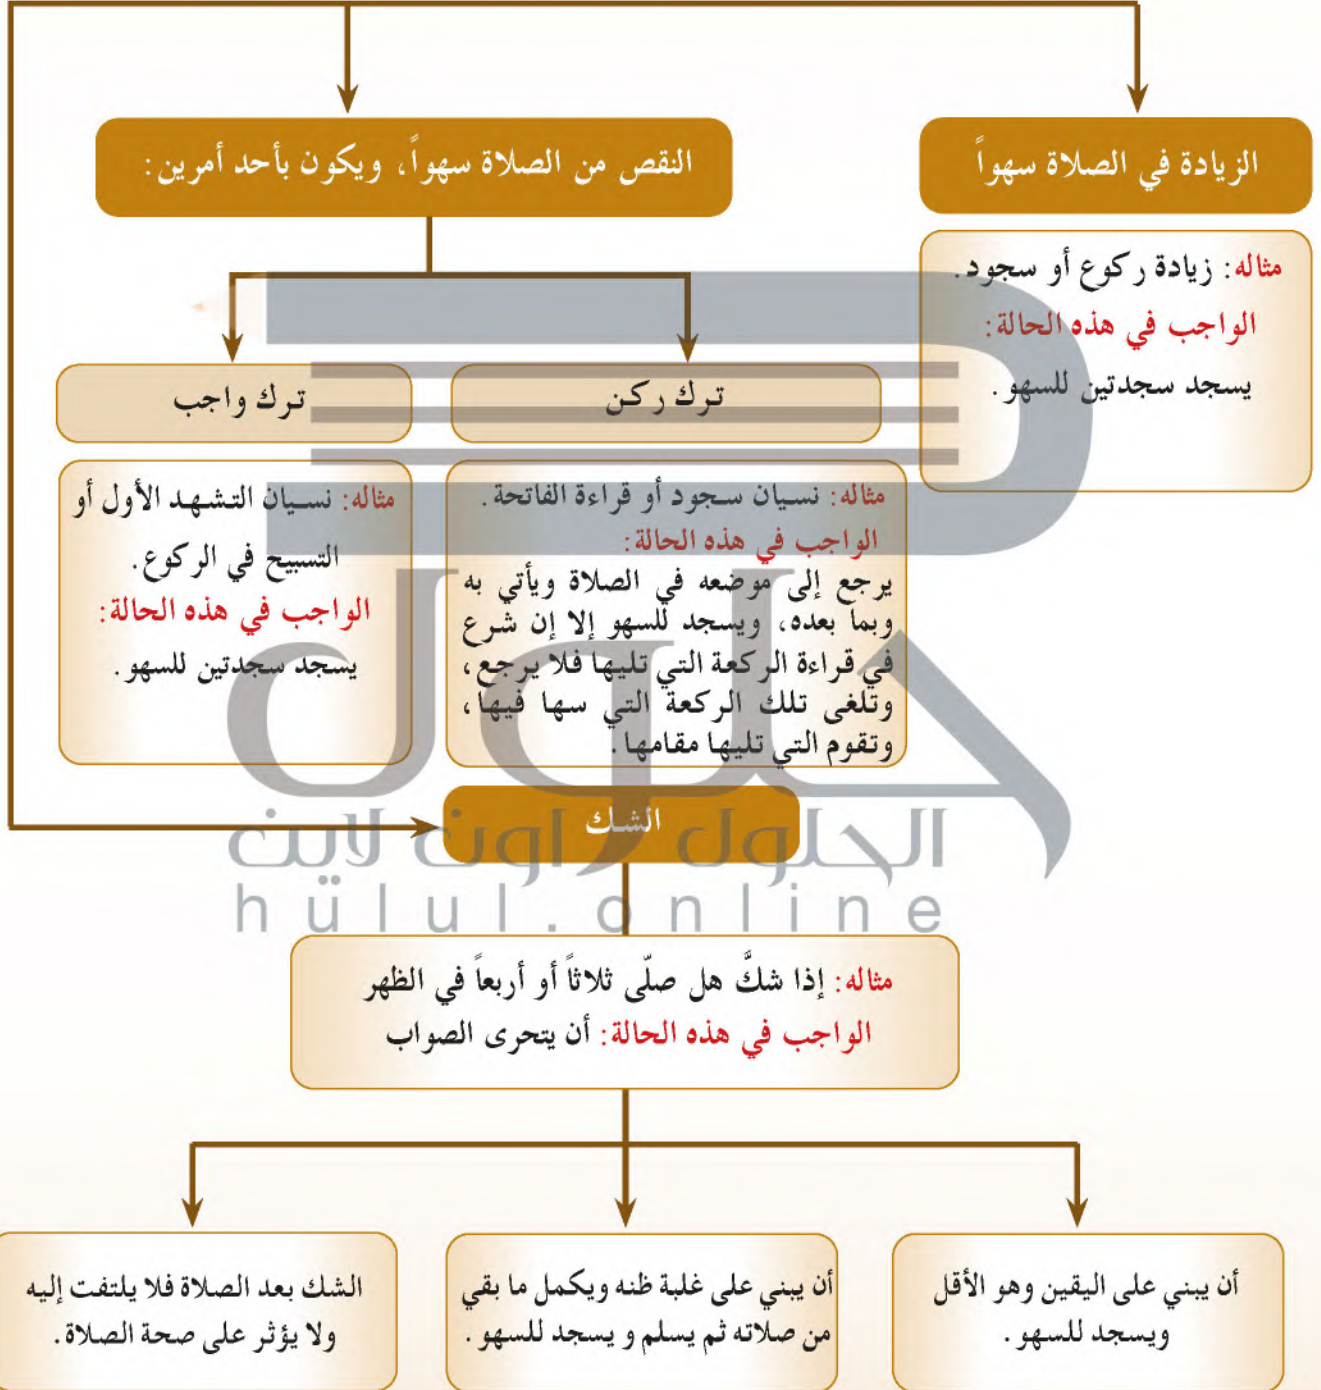 الزيادة في الصلاة سهواً
مثاله: زيادة ركوع أو سجود.
الواجب في هذه الحالة:
يسجد سجدتين للسهو.
النقص من الصلاة سهواً، ويكون بأحد أمرين:
ترك ركن
مثاله: نسيان سجود أو قراءة الفاتحة.
الواجب في هذه الحالة:
يرجع إلى موضعه في الصلاة ويأتي به
وبما بعده، ويسجد للسهو إلا إن شرع
في قراءة الركعة التي تليها فلا يرجع،
وتلغى تلك الركعة التي سها فيها،
وتقوم التي تليها مقامها.
ترك واجب
مثاله: نسيان التشهد الأول أو
التسبيح في الركوع.
الواجب في هذه الحالة:
يسجد سجدتين للسهو.
الشك
مثاله: إذا شكَّ هل صلّى ثلاثاً أو أربعاً في الظهر
الواجب في هذه الحالة: أن يتحرى الصواب
أن يبني على اليقين وهو الأقل
ويسجد للسهو.
أن يبني على غلبة ظنه ويكمل ما بقي
من صلاته ثم يسلم و يسجد للسهو.
الشك بعد الصلاة فلا يلتفت إليه
ولا يؤثر على صحة الصلاة.
حلول
الحلول اون لاين
hülul.online